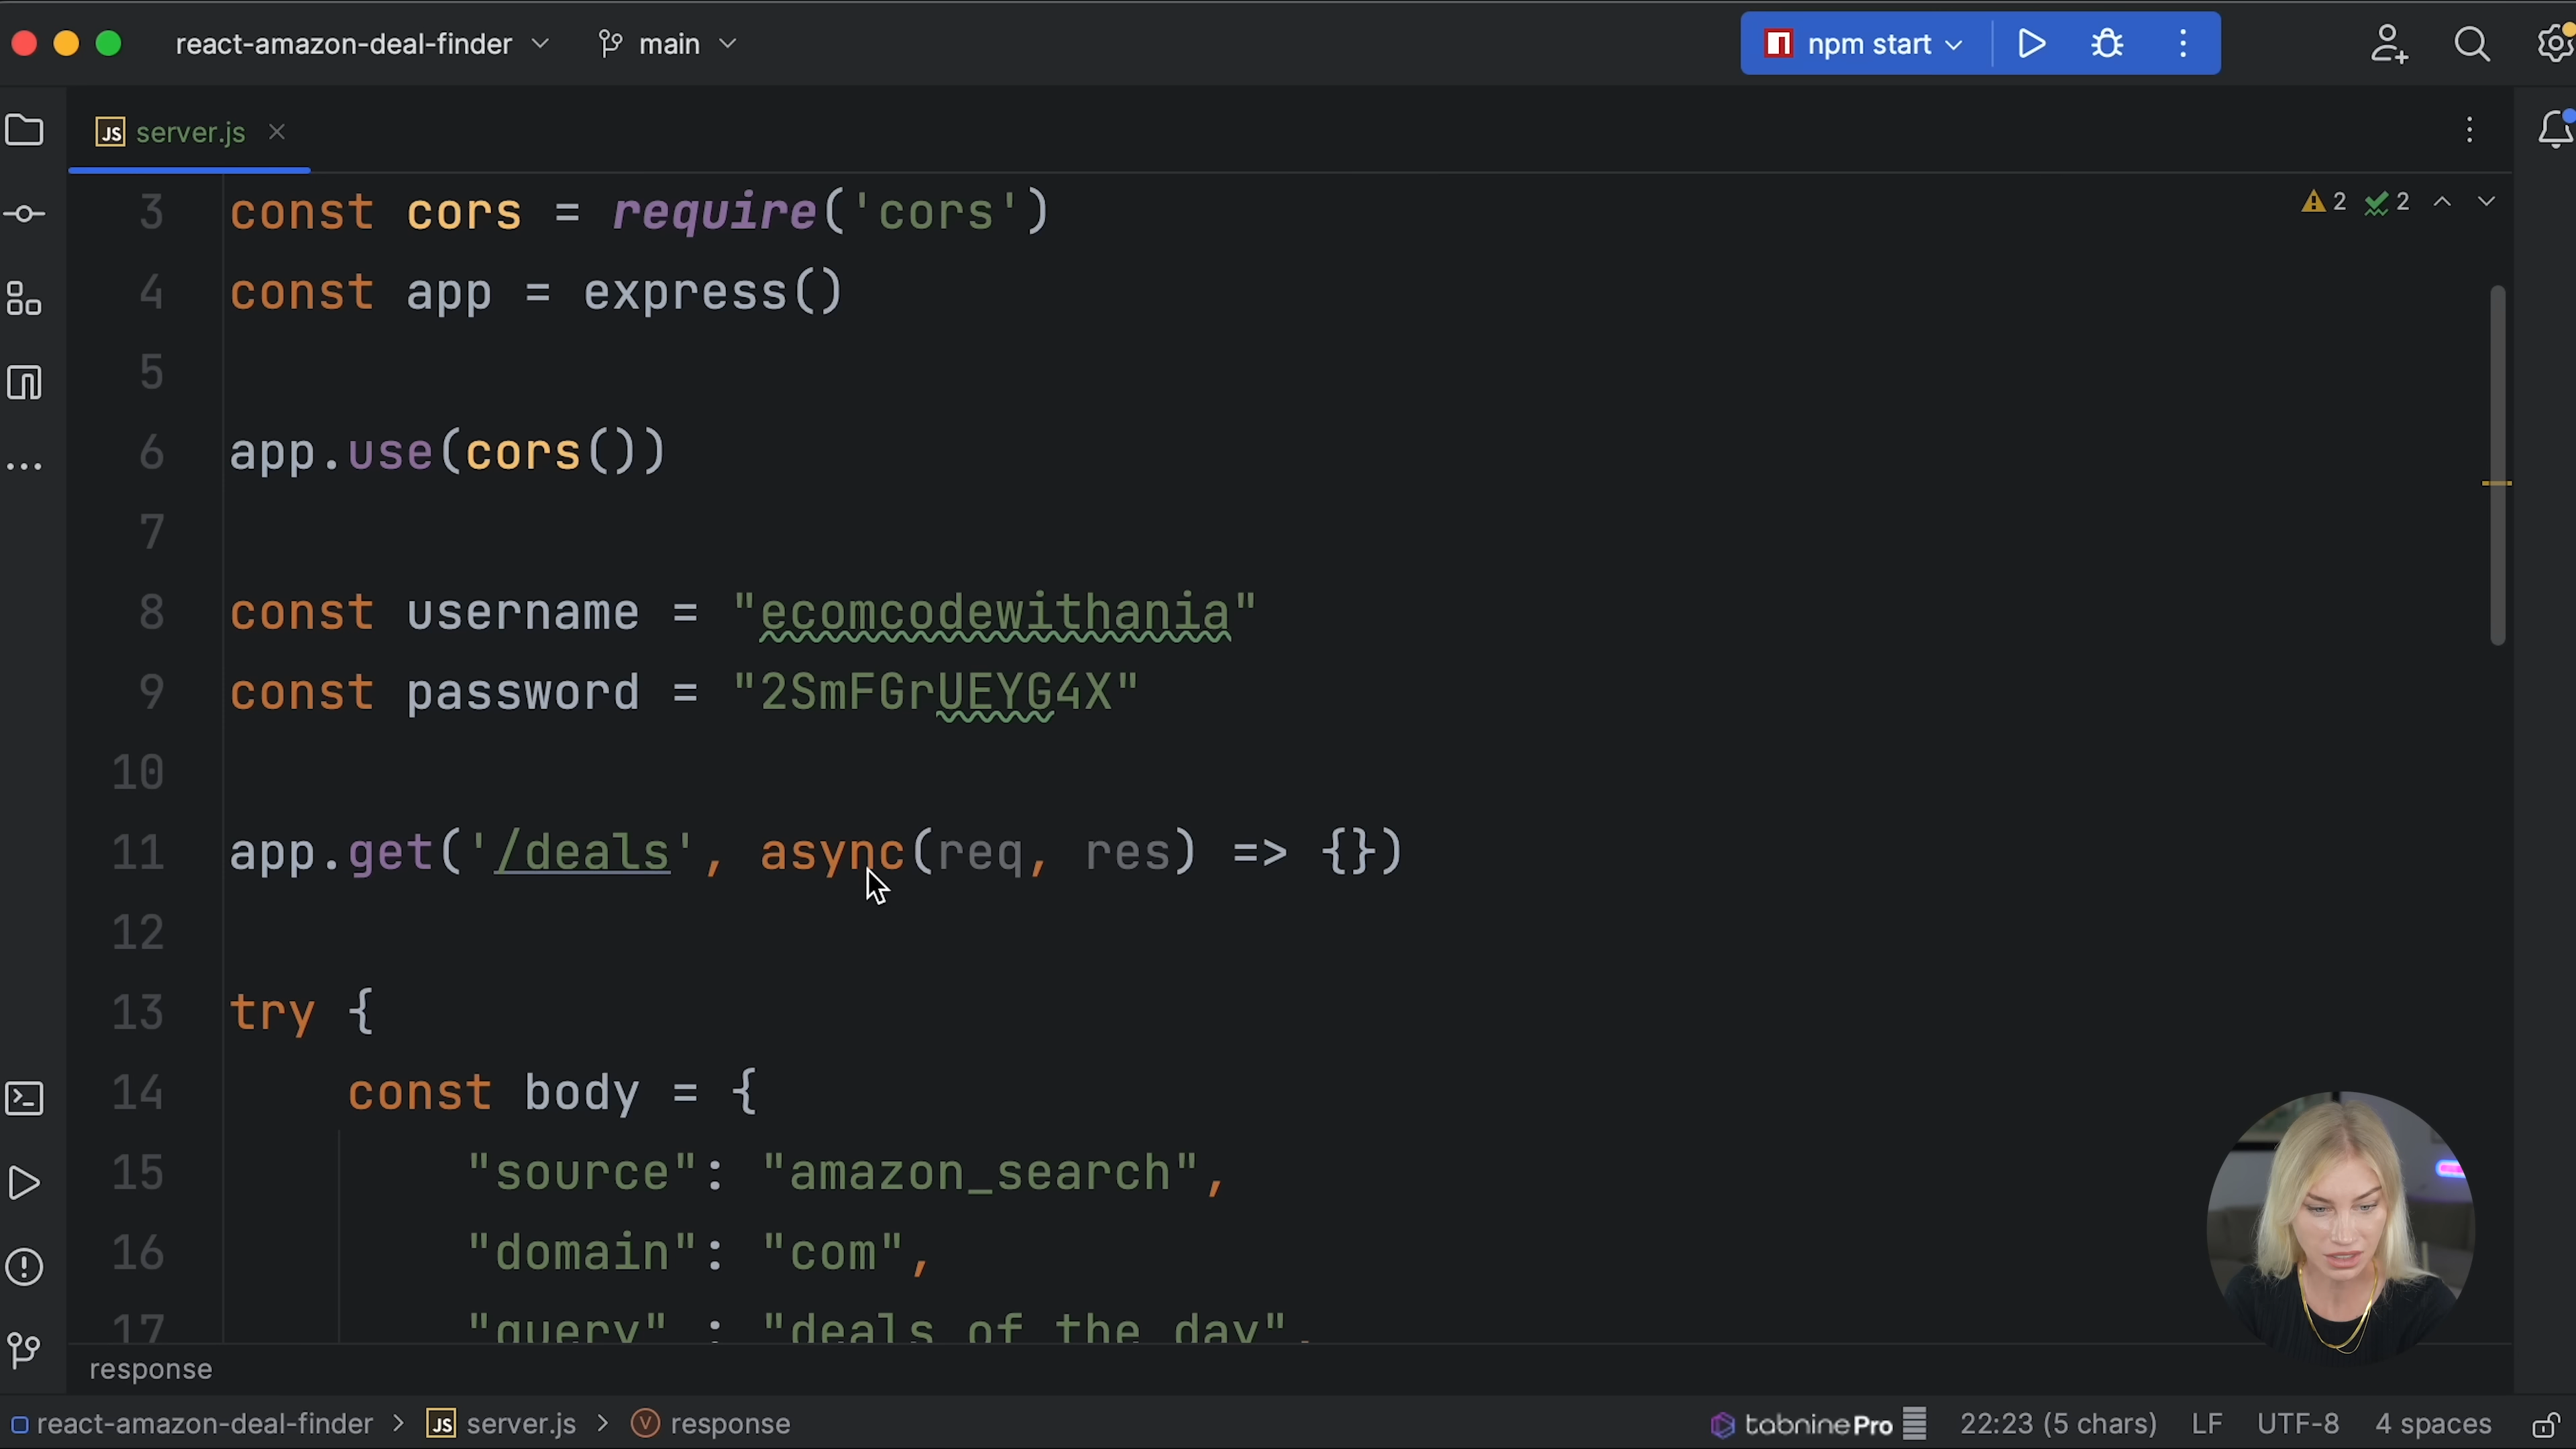 react-amazon-deal-finder main npm start
JS server.js
3 const cors = require('cors') 2 2
4 const app = express()
5
6 app.use(cors())
7
8 const username = "ecomcodewithania"
9 const password = "2SmFGrUEYG4X"
10
11 app.get('/deals', async(req, res) => {})
12
13 try {
14 const body = {
15 "source": "amazon_search",
16 "domain": "com",
17 "query" : "deals of the day",
response
react-amazon-deal-finder > JS server.js > V response tabnine Pro 22:23 (5 chars) LF UTF-8 4 spaces